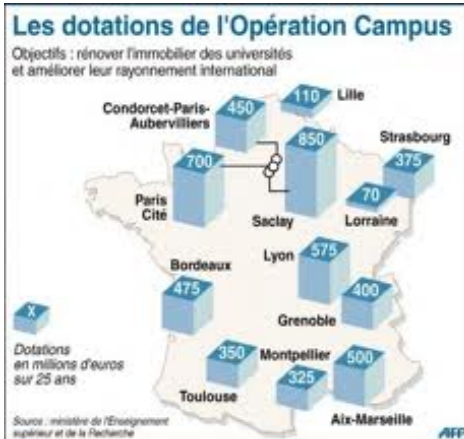 Les dotations de l'Opération Campus
Objectifs : rénover l'immobilier des universités
et améliorer leur rayonnement international
110
Lille
Condorcet-Paris-
Aubervilliers
450
850
Strasbourg
375
700
Paris
Cité
Saclay
70
Lorraine
Lyon
575
Bordeaux
475
400
Grenoble
X
Dotations
en millions d'euros
sur 25 ans
350
Toulouse
Montpellier
325
500
Aix-Marseille
Source : ministère de l'Enseignement
supérieur et de la Recherche
AFP